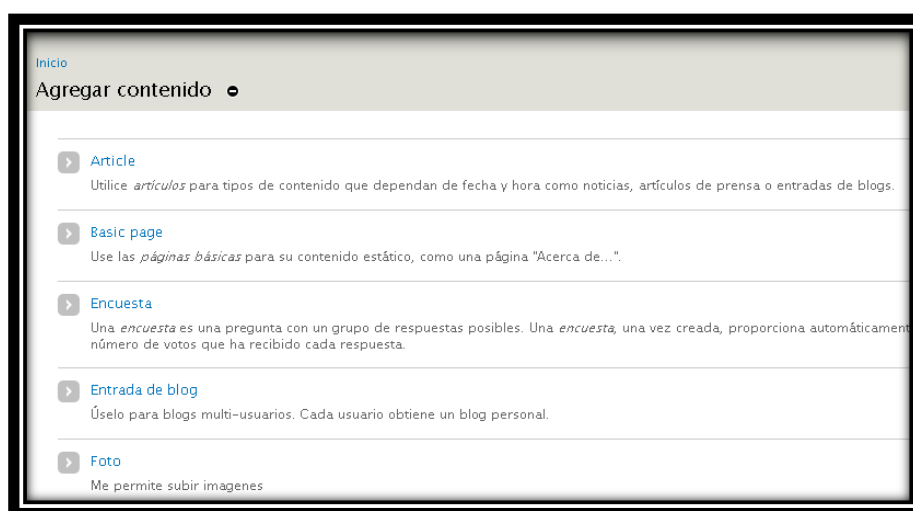 Inicio
Agregar contenido
Article
Utilice artículos para tipos de contenido que dependan de fecha y hora como noticias, artículos de prensa o entradas de blogs.
Basic page
Use las páginas básicas para su contenido estático, como una página "Acerca de...".
Encuesta
Una encuesta es una pregunta con un grupo de respuestas posibles. Una encuesta, una vez creada, proporciona automáticament
número de votos que ha recibido cada respuesta.
Entrada de blog
Úselo para blogs multi-usuarios. Cada usuario obtiene un blog personal.
Foto
Me permite subir imagenes